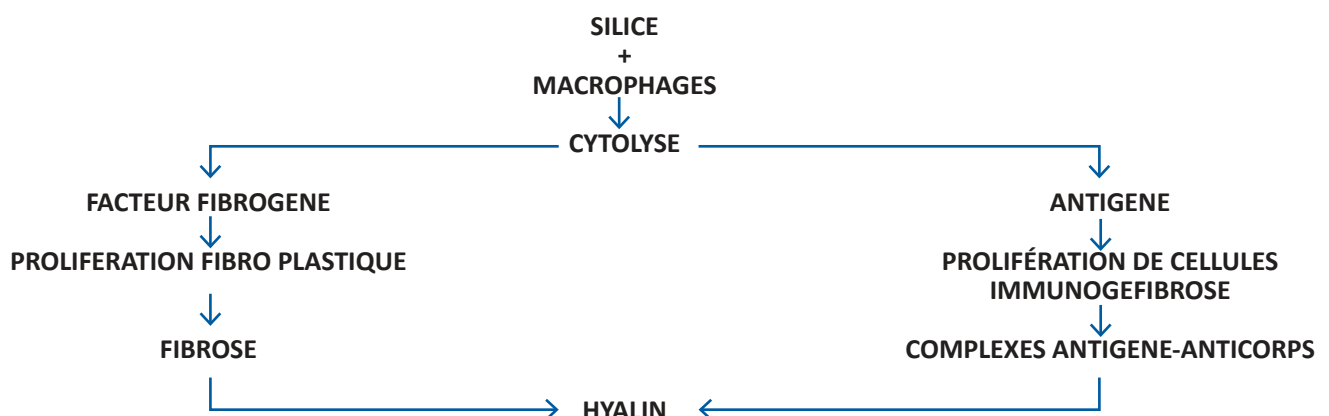 SILICE
+
MACROPHAGES
CYTOLYSE
FACTEUR FIBROGENE
ANTIGENE
PROLIFERATION FIBRO PLASTIQUE
PROLIFÉRATION DE CELLULES
IMMUNOGEFIBROSE
FIBROSE
COMPLEXES ANTIGENE-ANTICORPS
HYALIN